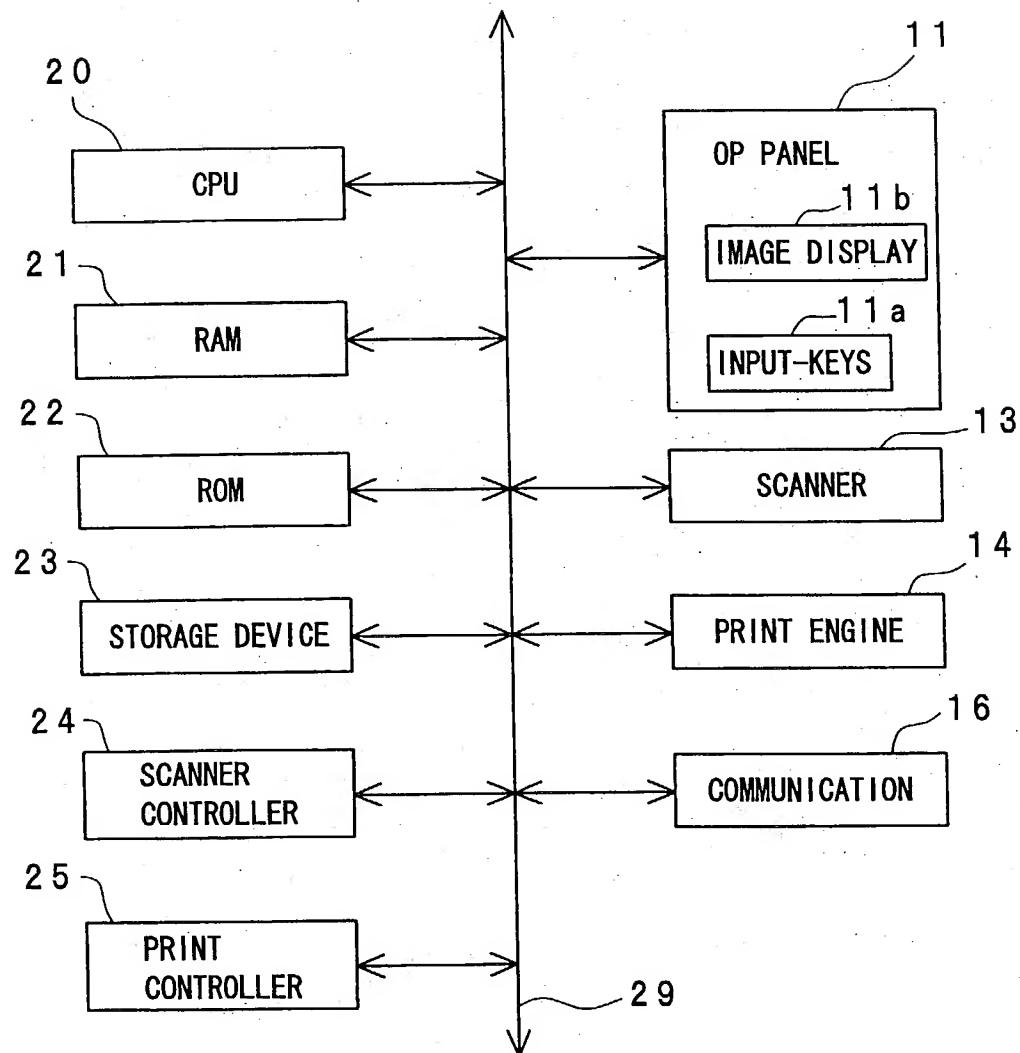 20
CPU
21
RAM
22
ROM
23
STORAGE DEVICE
24
SCANNER
CONTROLLER
25
PRINT
CONTROLLER
11
OP PANEL
11b
IMAGE DISPLAY
11a
INPUT-KEYS
13
SCANNER
14
PRINT ENGINE
16
COMMUNICATION
29